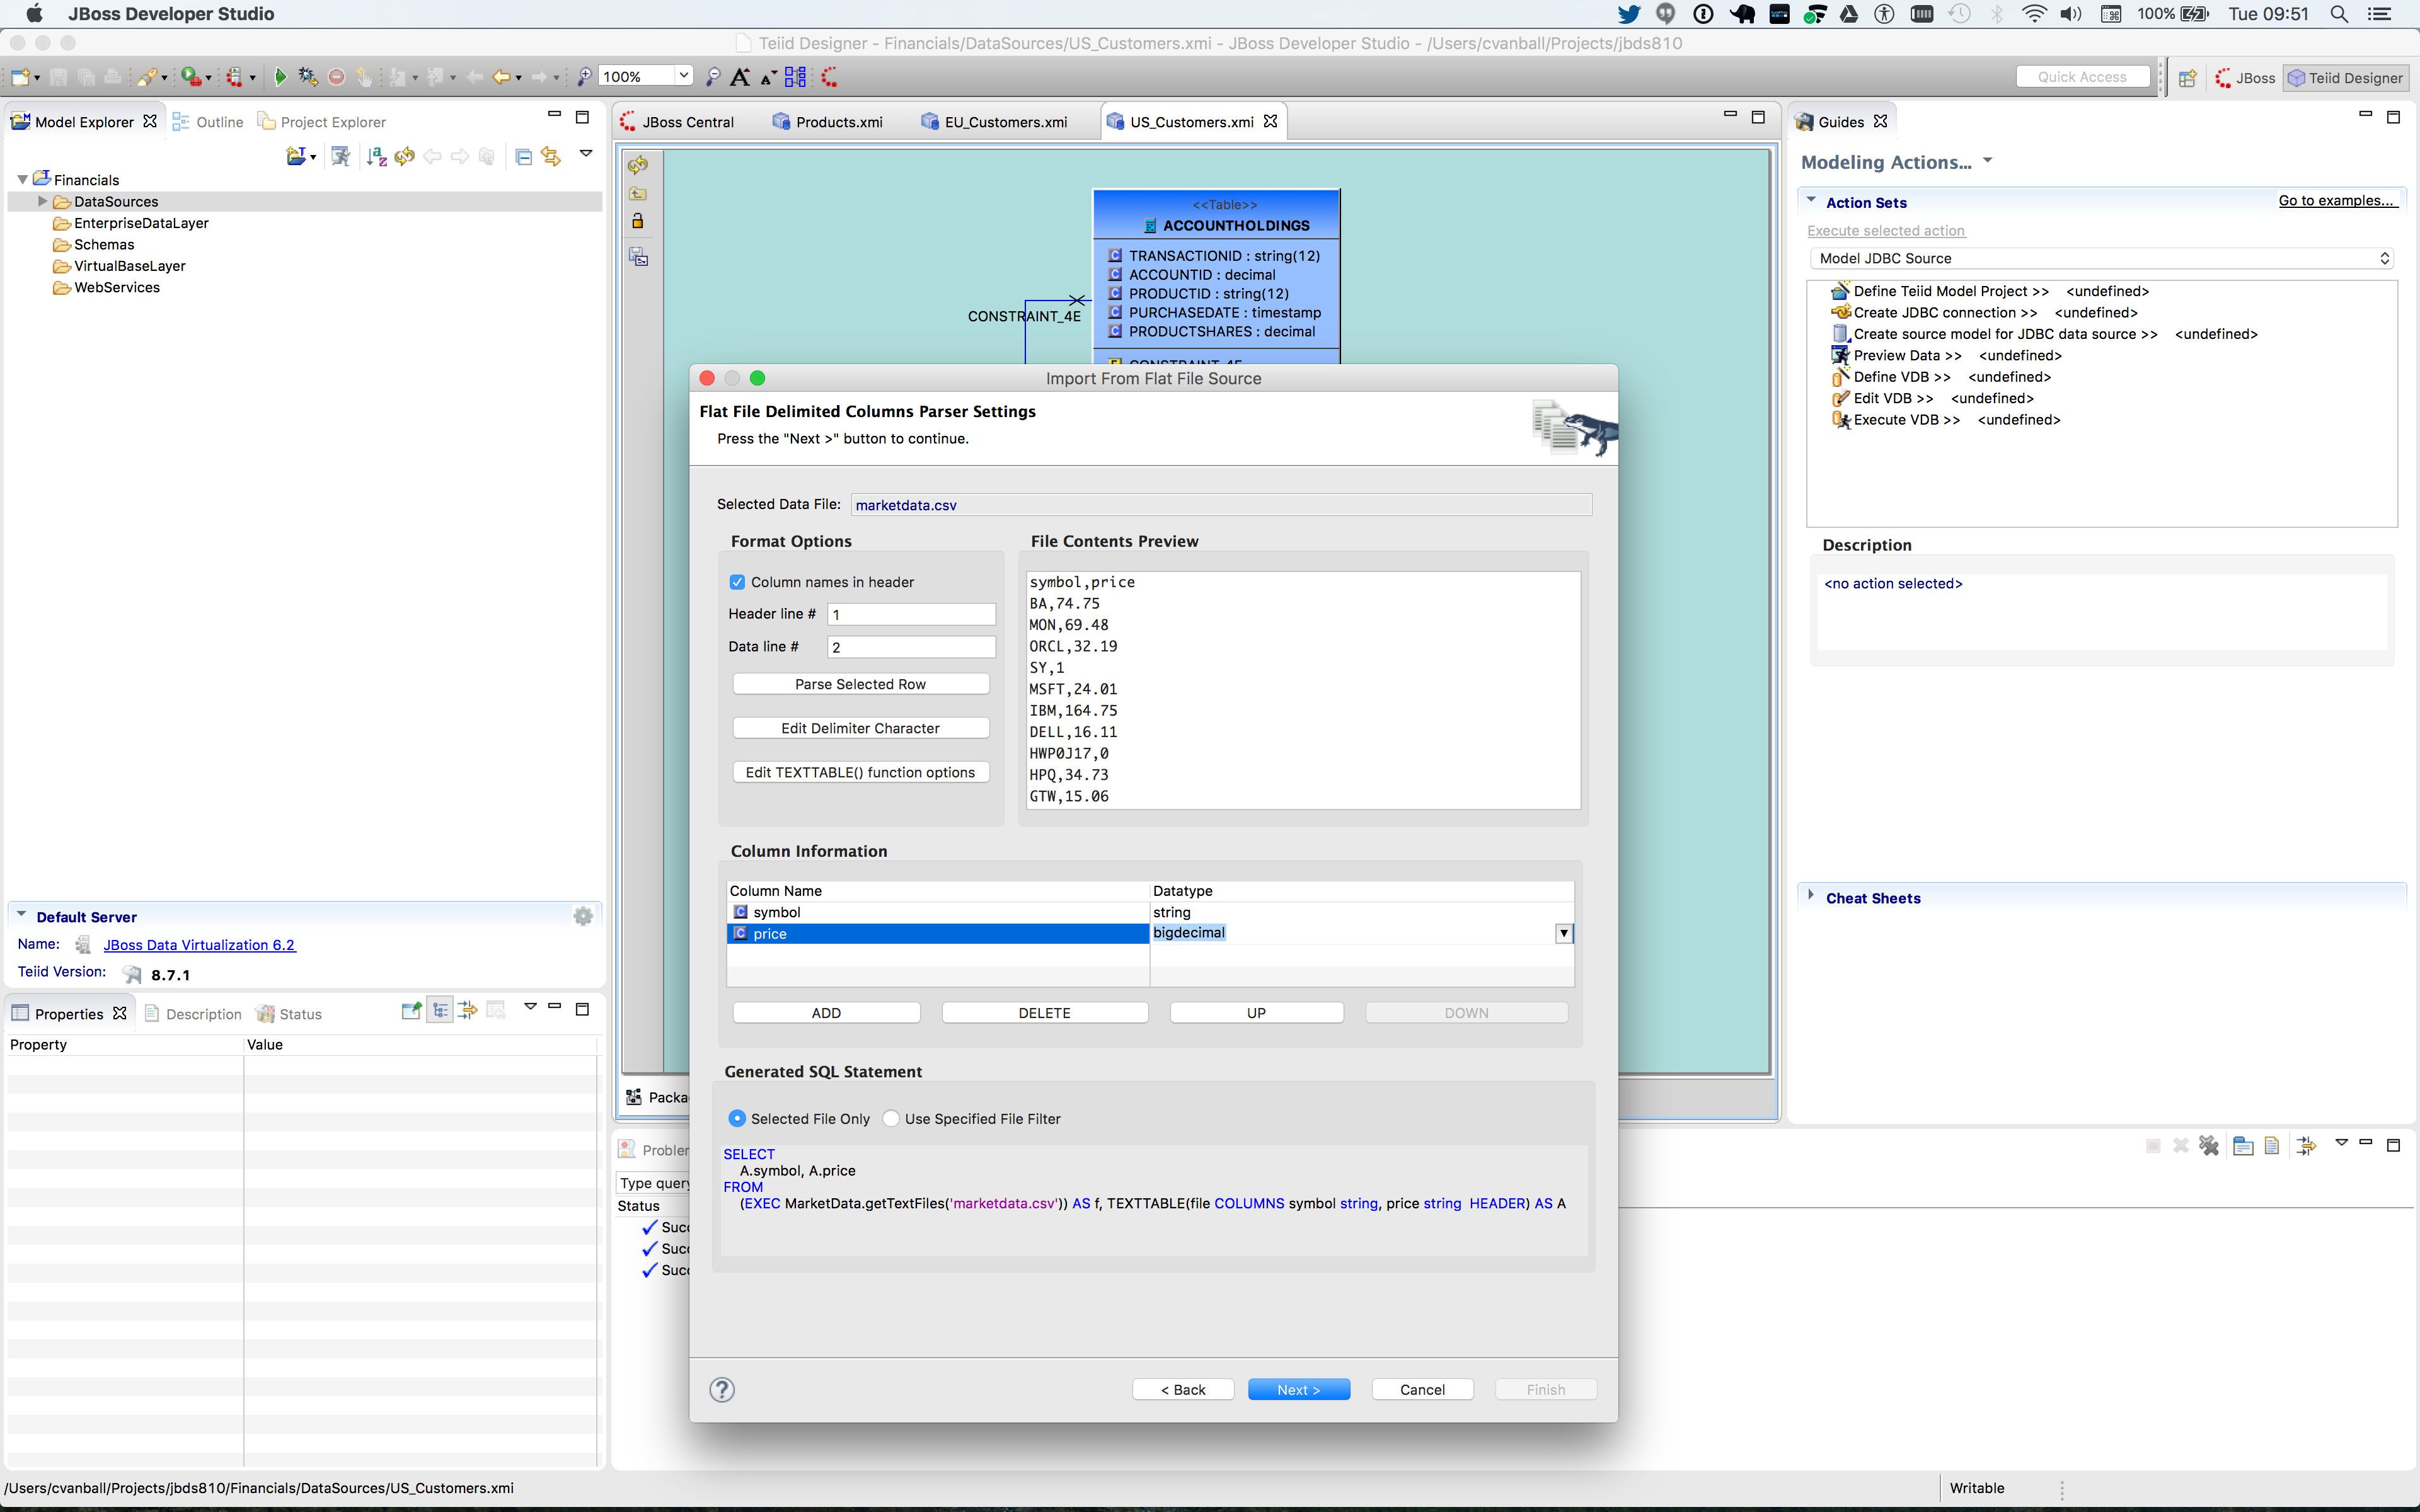 JBoss Developer Studio
100%
Tue 09:51
Teiid Designer - Financials/DataSources/US_Customers.xmi - JBoss Developer Studio - /Users/cvanball/Projects/jbds810
100%
Quick Access
JBoss
Teiid Designer
Model Explorer
Outline
Project Explorer
Financials
DataSources
EnterpriseDataLayer
Schemas
VirtualBaseLayer
WebServices
Default Server
Name: JBoss Data Virtualization 6.2
Teiid Version: 8.7.1
Properties
Description
Status
Property
Value
JBoss Central
Products.xmi
EU_Customers.xmi
US_Customers.xmi
<<Table>>
ACCOUNTHOLDINGS
TRANSACTIONID : string(12)
ACCOUNTID : decimal
PRODUCTID : string(12)
PURCHASEDATE : timestamp
PRODUCTSHARES : decimal
CONSTRAINT_4E
CONSTRAINT_4E
Import From Flat File Source
Flat File Delimited Columns Parser Settings
Press the "Next >" button to continue.
Selected Data File: marketdata.csv
Format Options
Column names in header
Header line # 1
Data line # 2
Parse Selected Row
Edit Delimiter Character
Edit TEXTTABLE() function options
File Contents Preview
symbol,price
BA,74.75
MON,69.48
ORCL,32.19
SY,1
MSFT,24.01
IBM,164.75
DELL,16.11
HWP0J17,0
HPQ,34.73
GTW,15.06
Column Information
Column Name
Datatype
symbol
string
price
bigdecimal
ADD
DELETE
UP
DOWN
Generated SQL Statement
Selected File Only
Use Specified File Filter
SELECT
A.symbol, A.price
FROM
(EXEC MarketData.getTextFiles('marketdata.csv')) AS f, TEXTTABLE(file COLUMNS symbol string, price string HEADER) AS A
< Back
Next >
Cancel
Finish
Packa
Probler
Type query
Status
Succ
Succ
Succ
Guides
Modeling Actions...
Action Sets
Go to examples...
Execute selected action
Model JDBC Source
Define Teiid Model Project >> <undefined>
Create JDBC connection >> <undefined>
Create source model for JDBC data source >> <undefined>
Preview Data >> <undefined>
Define VDB >> <undefined>
Edit VDB >> <undefined>
Execute VDB >> <undefined>
Description
<no action selected>
Cheat Sheets
/Users/cvanball/Projects/jbds810/Financials/DataSources/US_Customers.xmi
Writable